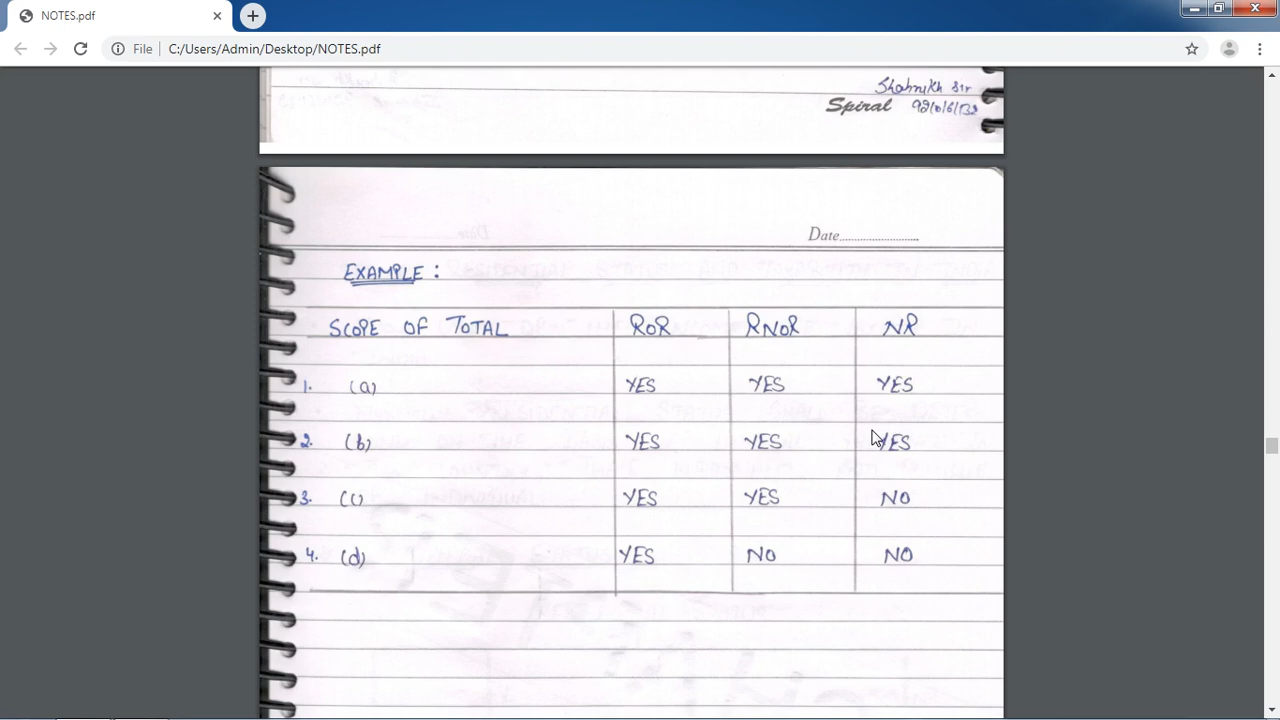 NOTES.pdf
File C:/Users/Admin/Desktop/NOTES.pdf
Sir
Spiral
Date
EXAMPLE :
SCOPE OF TOTAL ROR RNOR NR
1. (a) YES YES YES
2. (b) YES YES YES
3. (c) YES YES NO
4. (d) YES NO NO